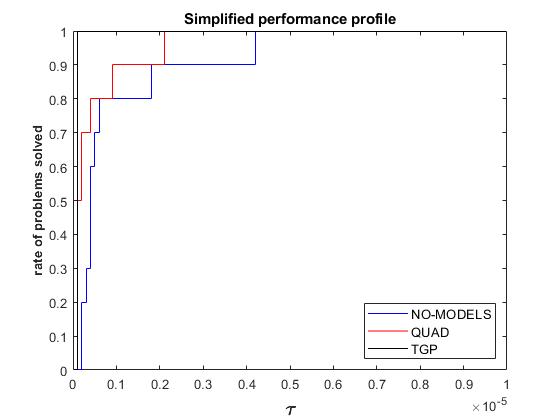 Simplified performance profile
1
0.9
0.8
0.7
0.6
0.5
0.4
0.3
0.2
0.1
0
rate of problems solved
NO-MODELS
QUAD
TGP
0 0.1 0.2 0.3 0.4 0.5 0.6 0.7 0.8 0.9 1
τ
×10⁻⁵